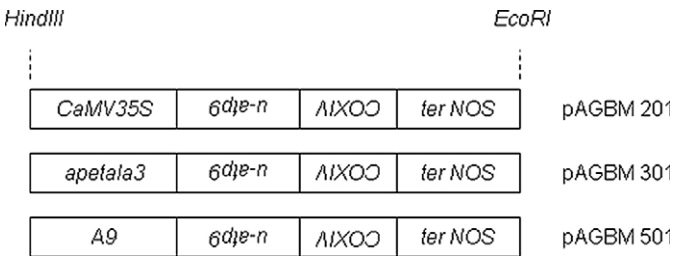 HindIII EcoRI
CaMV35S u-atp9 COXIV ter NOS pAGBM 201
apetala3 u-atp9 COXIV ter NOS pAGBM 301
A9 u-atp9 COXIV ter NOS pAGBM 501